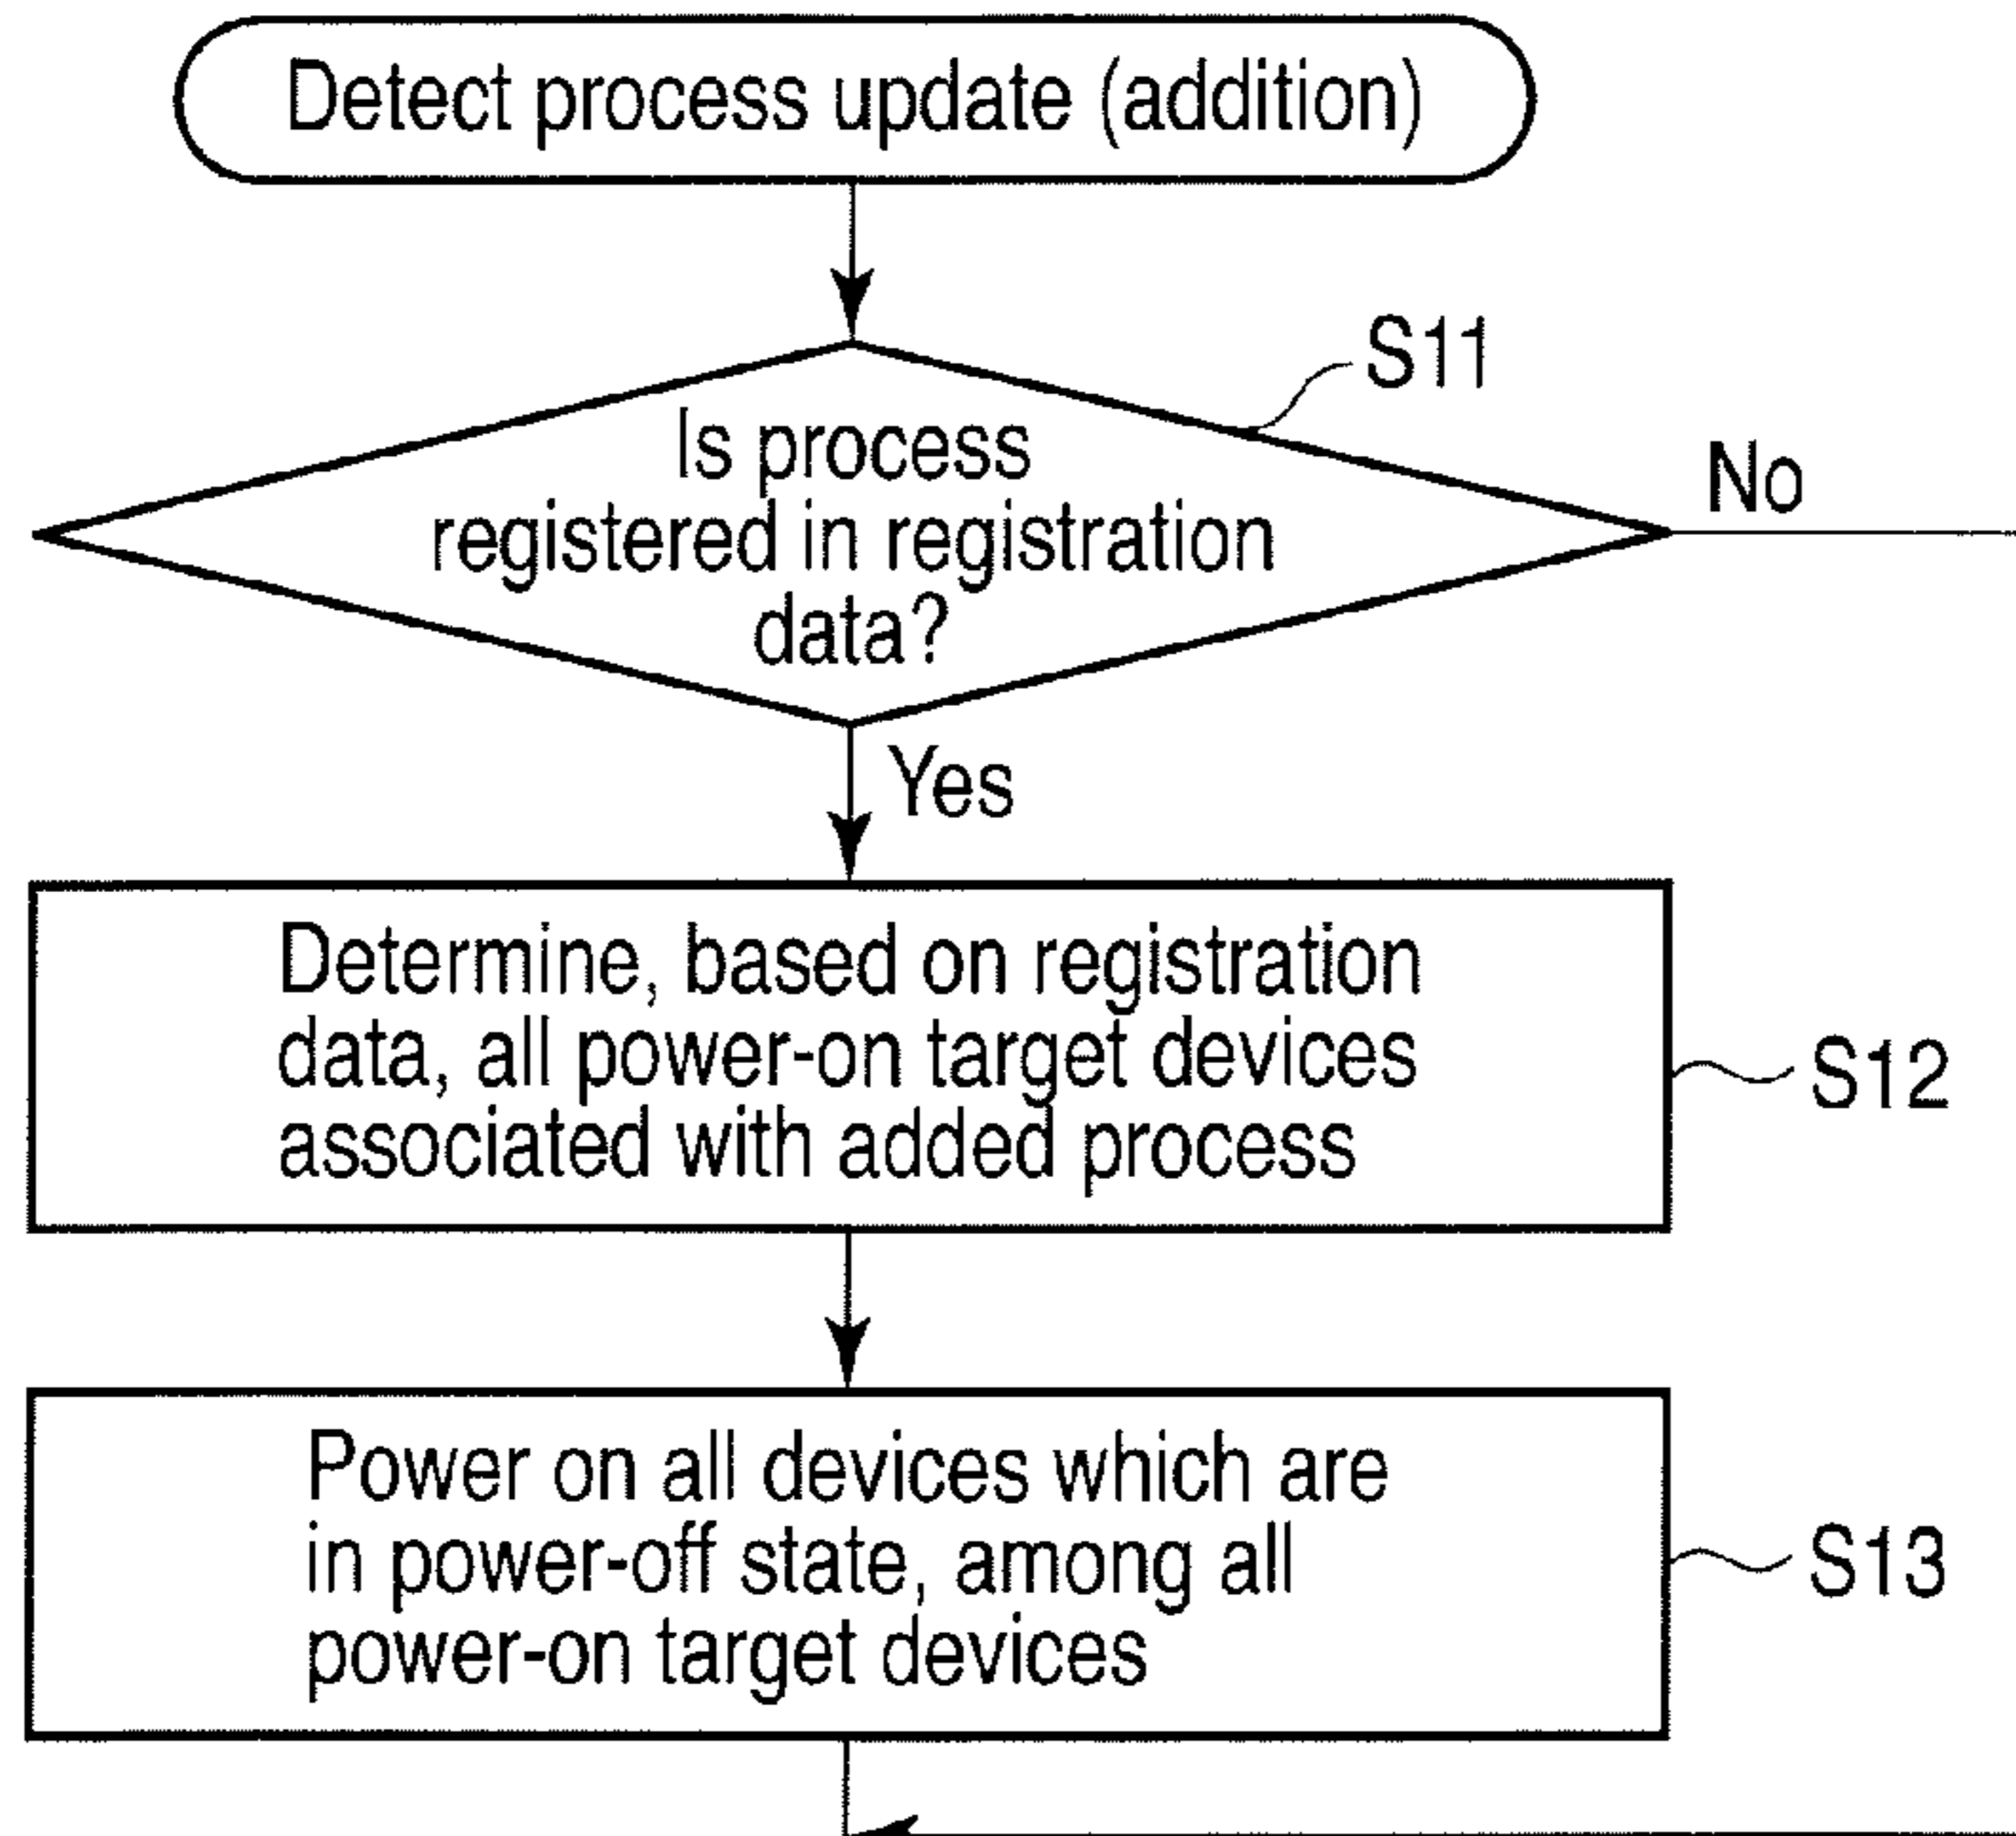 Detect process update (addition)
S11
Is process
registered in registration
data?
No
Yes
Determine, based on registration
data, all power-on target devices
associated with added process
S12
Power on all devices which are
in power-off state, among all
power-on target devices
S13